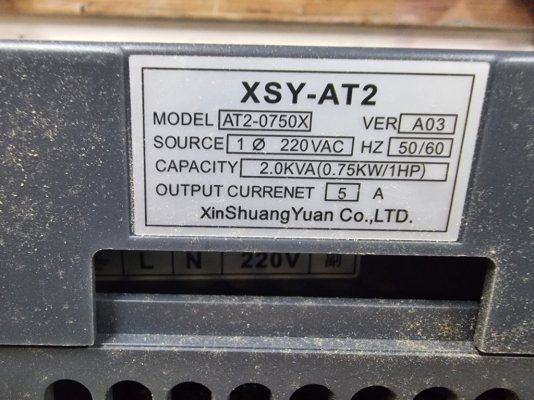 XSY-AT2
MODEL AT2-0750X VER A03
SOURCE 1 Ø 220VAC HZ 50/60
CAPACITY 2.0KVA(0.75KW/1HP)
OUTPUT CURRENET 5 A
XinShuangYuan Co.,LTD.
L N 220V